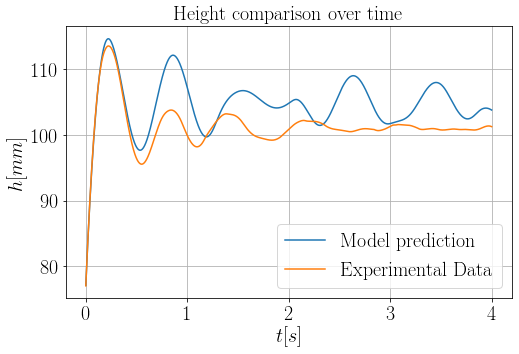 Height comparison over time
h[mm]
110
100
90
80
Model prediction
Experimental Data
0 1 2 3 4
t[s]